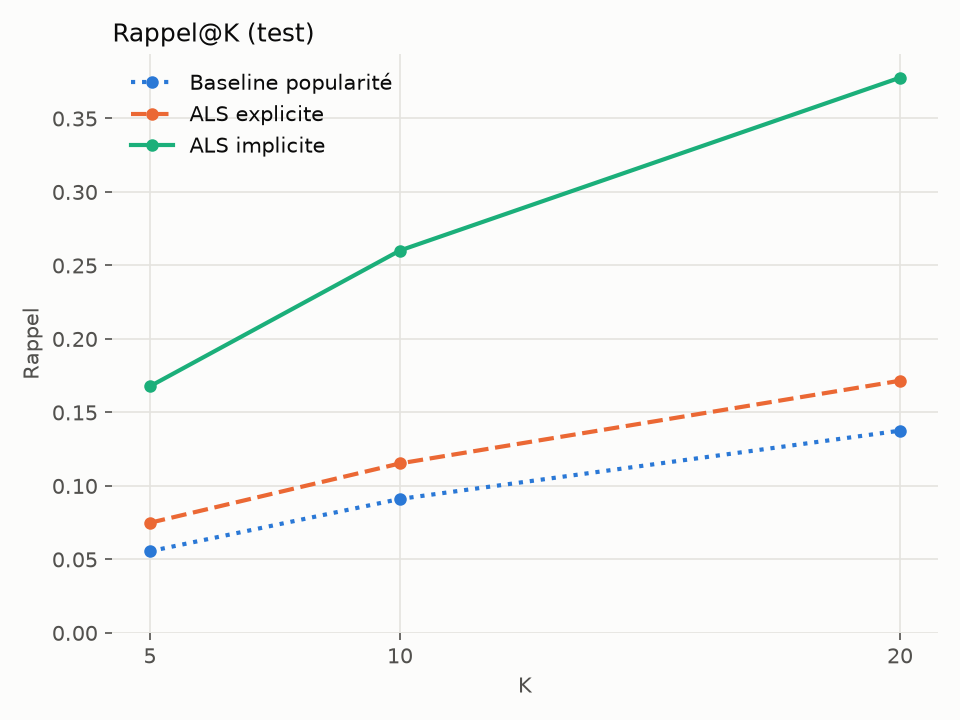 Rappel@K (test)
Baseline popularité
ALS explicite
ALS implicite
Rappel
0.35
0.30
0.25
0.20
0.15
0.10
0.05
0.00
5
10
20
K